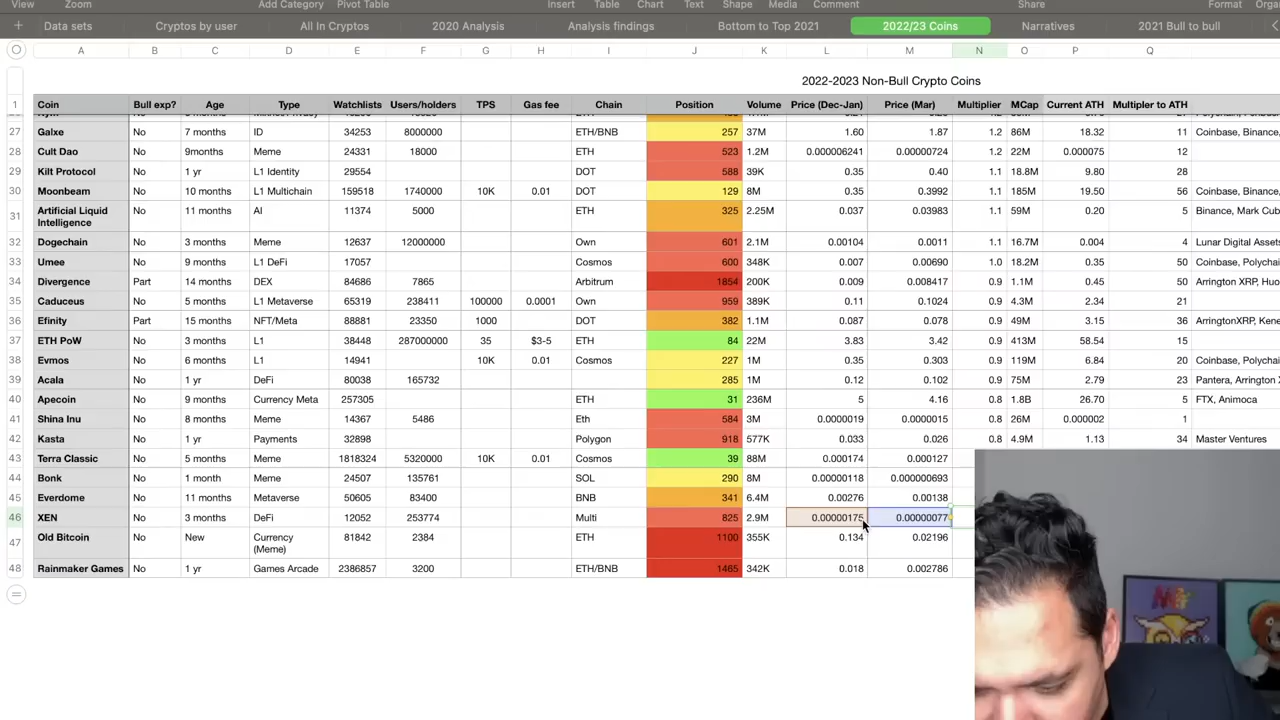 View Zoom Add Category Pivot Table Insert Table Chart Text Shape Media Comment Share Format
+ Data sets Cryptos by user All In Cryptos 2020 Analysis Analysis findings Bottom to Top 2021 2022/23 Coins Narratives 2021 Bull to bull
A B C D E F G H I J K L M N O P Q
2022-2023 Non-Bull Crypto Coins
1 Coin Bull exp? Age Type Watchlists Users/holders TPS Gas fee Chain Position Volume Price (Dec-Jan) Price (Mar) Multiplier MCap Current ATH Multipler to ATH
27 Galxe No 7 months ID 34253 8000000 ETH/BNB 257 37M 1.60 1.87 1.2 86M 18.32 11 Coinbase, Binance,
28 Cult Dao No 9months Meme 24331 18000 ETH 523 1.2M 0.000006241 0.00000724 1.2 22M 0.000075 12
29 Kilt Protocol No 1 yr L1 Identity 29554 DOT 588 39K 0.35 0.40 1.1 18.8M 9.80 28
30 Moonbeam No 10 months L1 Multichain 159518 1740000 10K 0.01 DOT 129 8M 0.35 0.3992 1.1 185M 19.50 56 Coinbase, Binance,
31 Artificial Liquid Intelligence No 11 months AI 11374 5000 ETH 325 2.25M 0.037 0.03983 1.1 59M 0.20 5 Binance, Mark Cub
32 Dogechain No 3 months Meme 12637 12000000 Own 601 2.1M 0.00104 0.0011 1.1 16.7M 0.004 4 Lunar Digital Assets
33 Umee No 9 months L1 DeFi 17057 Cosmos 600 348K 0.007 0.00690 1.0 18.2M 0.35 50 Coinbase, Polychai
34 Divergence Part 14 months DEX 84686 7865 Arbitrum 1854 200K 0.009 0.008417 0.9 1.1M 0.45 50 Arrington XRP, Huo
35 Caduceus No 5 months L1 Metaverse 65319 238411 100000 0.0001 Own 959 389K 0.11 0.1024 0.9 4.3M 2.34 21
36 Efinity Part 15 months NFT/Meta 88881 23350 1000 DOT 382 1.1M 0.087 0.078 0.9 49M 3.15 36 ArringtonXRP, Kene
37 ETH PoW No 3 months L1 38448 287000000 35 $3-5 ETH 84 22M 3.83 3.42 0.9 413M 58.54 15
38 Evmos No 6 months L1 14941 10K 0.01 Cosmos 227 1M 0.35 0.303 0.9 119M 6.84 20 Coinbase, Polychai
39 Acala No 1 yr DeFi 80038 165732 285 1M 0.12 0.102 0.9 75M 2.79 23 Pantera, Arrington X
40 Apecoin No 9 months Currency Meta 257305 ETH 31 236M 5 4.16 0.8 1.8B 26.70 5 FTX, Animoca
41 Shina Inu No 8 months Meme 14367 5486 Eth 584 3M 0.0000019 0.0000015 0.8 26M 0.000002 1
42 Kasta No 1 yr Payments 32898 Polygon 918 577K 0.033 0.026 0.8 4.9M 1.13 34 Master Ventures
43 Terra Classic No 5 months Meme 1818324 5320000 10K 0.01 Cosmos 39 88M 0.000174 0.000127
44 Bonk No 1 month Meme 24507 135761 SOL 290 8M 0.00000118 0.000000693
45 Everdome No 11 months Metaverse 50605 83400 BNB 341 6.4M 0.00276 0.00138
46 XEN No 3 months DeFi 12052 253774 Multi 825 2.9M 0.00000175 0.00000077
47 Old Bitcoin No New Currency (Meme) 81842 2384 ETH 1100 355K 0.134 0.02196
48 Rainmaker Games No 1 yr Games Arcade 2386857 3200 ETH/BNB 1465 342K 0.018 0.002786